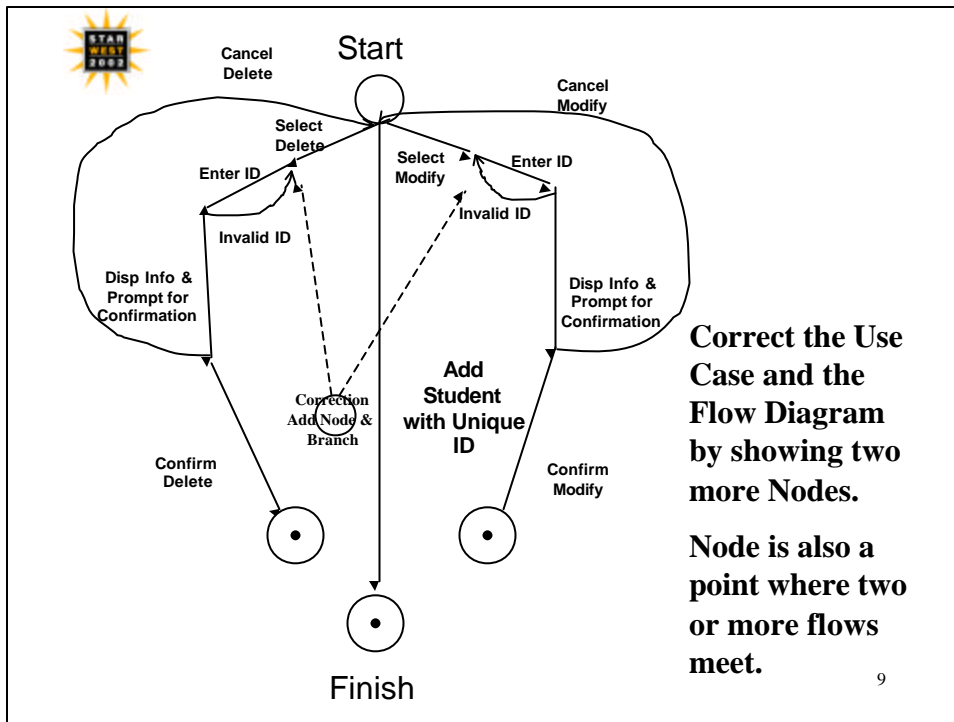 STAR
WEST
2002
Start
Cancel
Delete
Cancel
Modify
Select
Delete
Select
Modify
Enter ID
Enter ID
Invalid ID
Invalid ID
Disp Info &
Prompt for
Confirmation
Disp Info &
Prompt for
Confirmation
Correction
Add Node &
Branch
Add
Student
with Unique
ID
Confirm
Delete
Confirm
Modify
Finish
Correct the Use
Case and the
Flow Diagram
by showing two
more Nodes.
Node is also a
point where two
or more flows
meet.
9